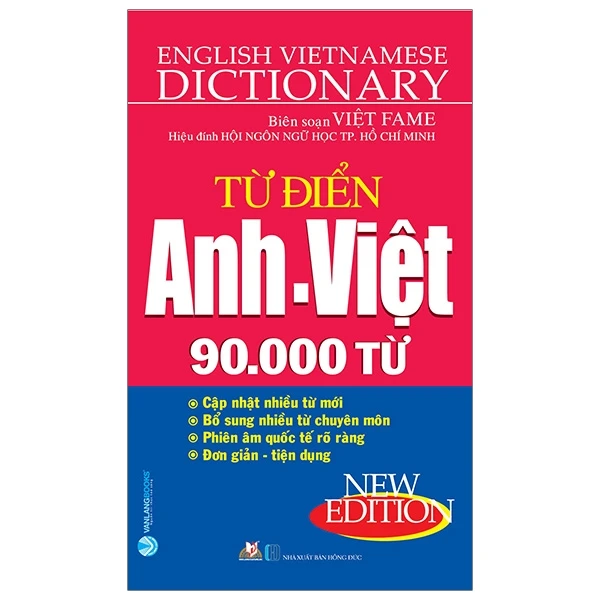 ENGLISH VIETNAMESE
DICTIONARY
Biên soạn VIỆT FAME
Hiệu đính HỘI NGÔN NGỮ HỌC TP. HỒ CHÍ MINH
TỪ ĐIỂN
Anh.Việt
90.000 TỪ
Cập nhật nhiều từ mới
Bổ sung nhiều từ chuyên môn
Phiên âm quốc tế rõ ràng
Đơn giản - tiện dụng
NEW
EDITION
VANLANGBOOKS
NHÀ XUẤT BẢN HỒNG ĐỨC